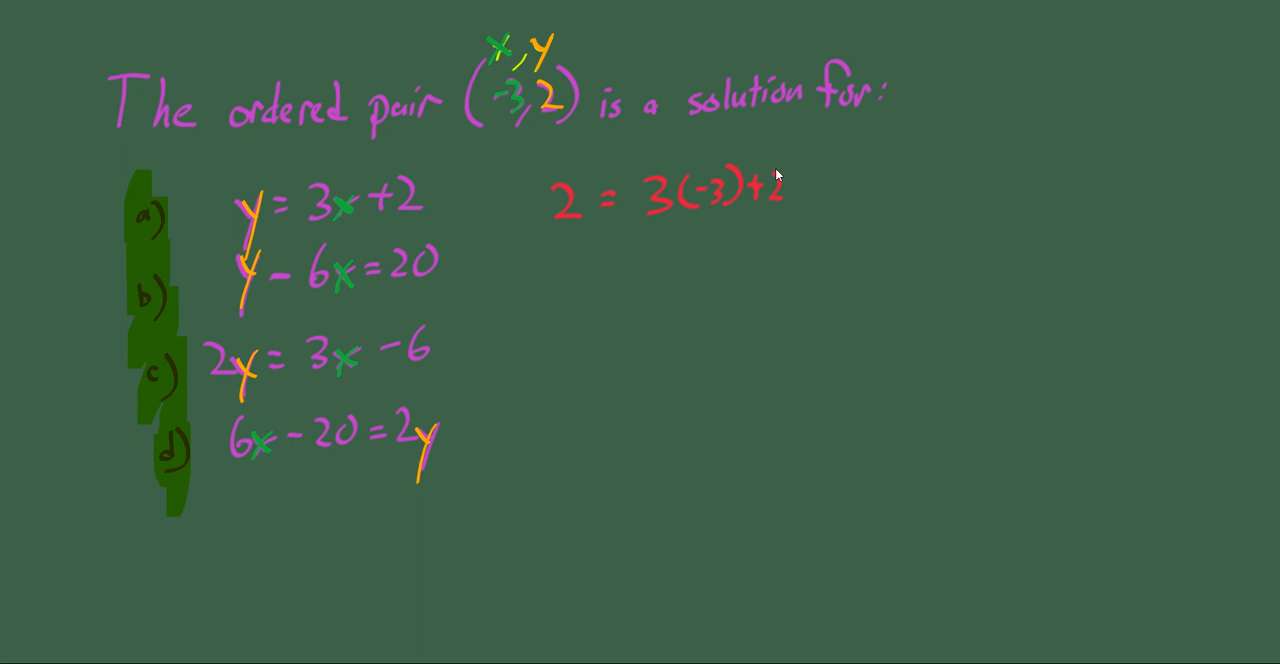 x, y
The ordered pair (-3, 2) is a solution for:
a) y = 3x + 2 2 = 3(-3) + 2
b) y - 6x = 20
c) 2y = 3x - 6
d) 6x - 20 = 2y